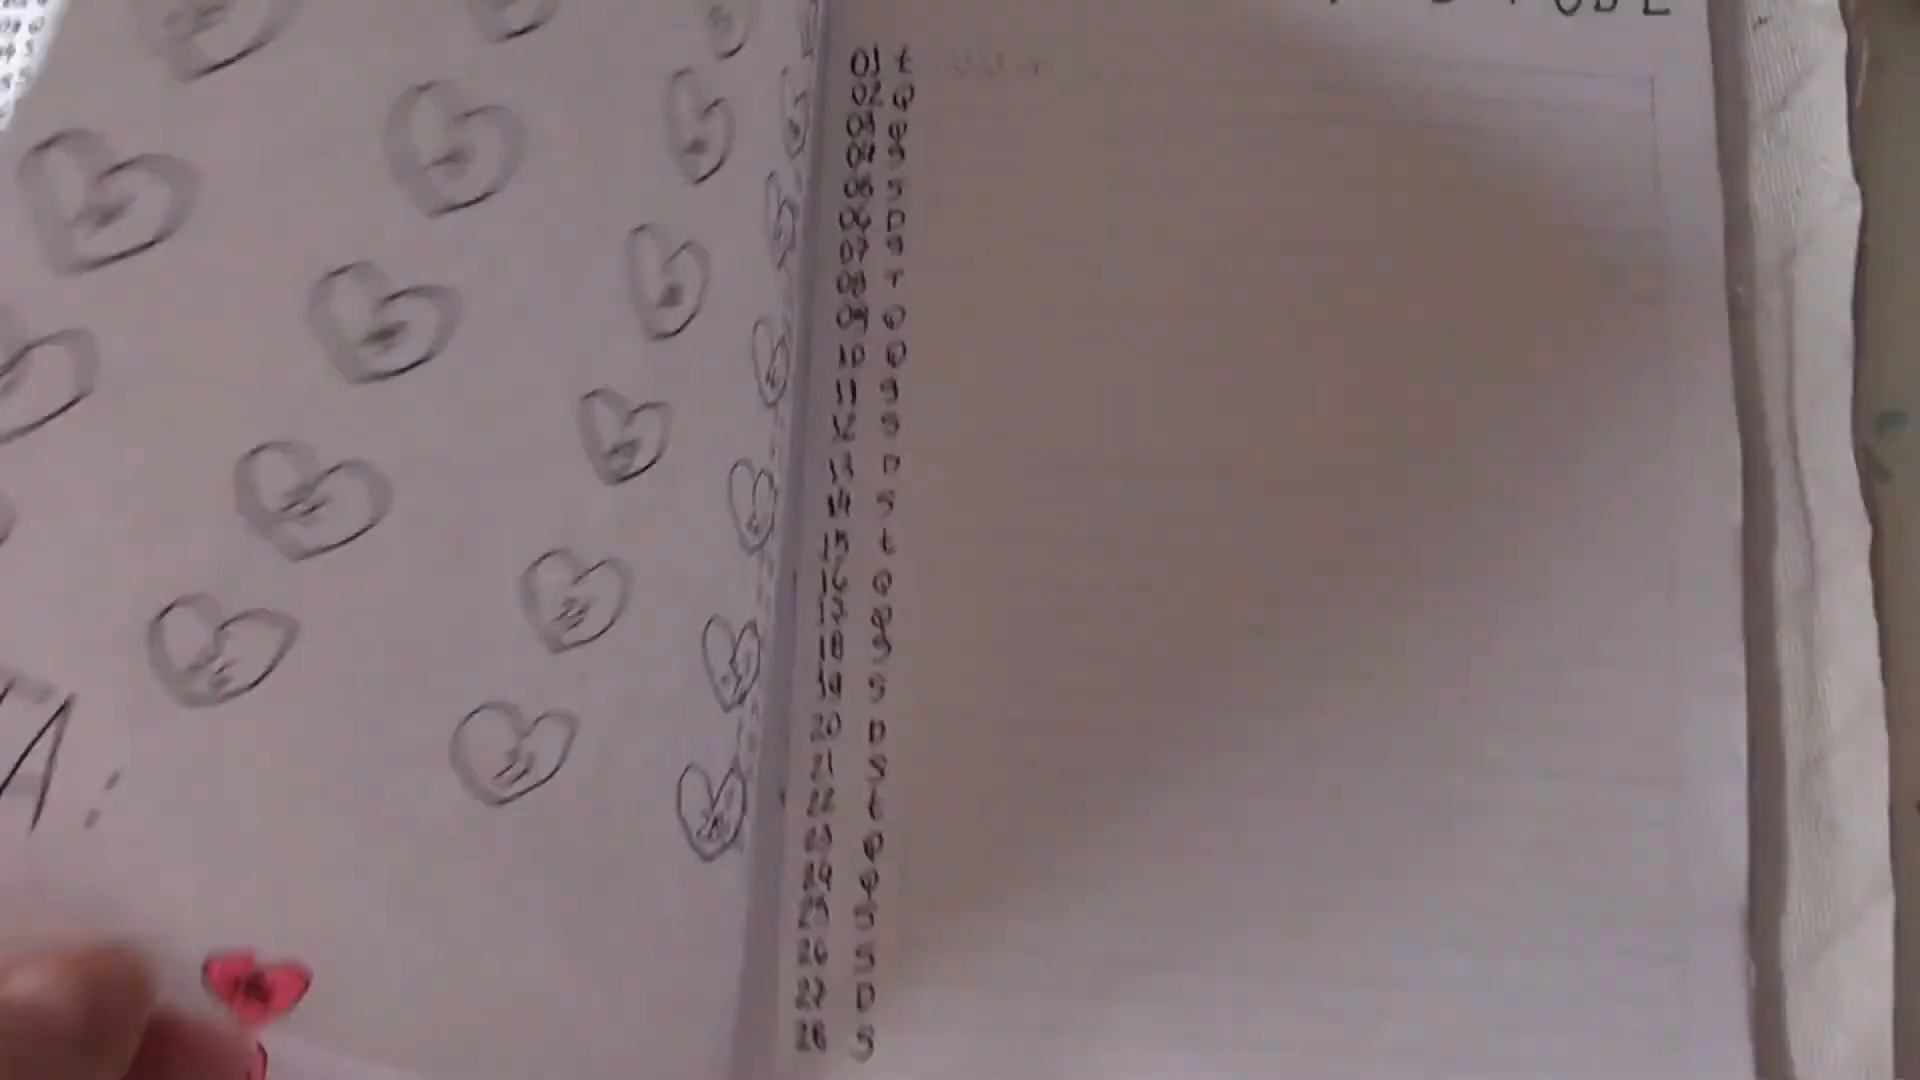 A:
01 t
02 Q
03 Q
04 S
05 S
06 D
07 S
08 T
09 Q
10 Q
11 S
12 S
13 D
14 S
15 t
16 Q
17 Q
18 S
19 S
20 D
21 S
22 t
23 Q
24 Q
25 S
26 S
27 D
28 S